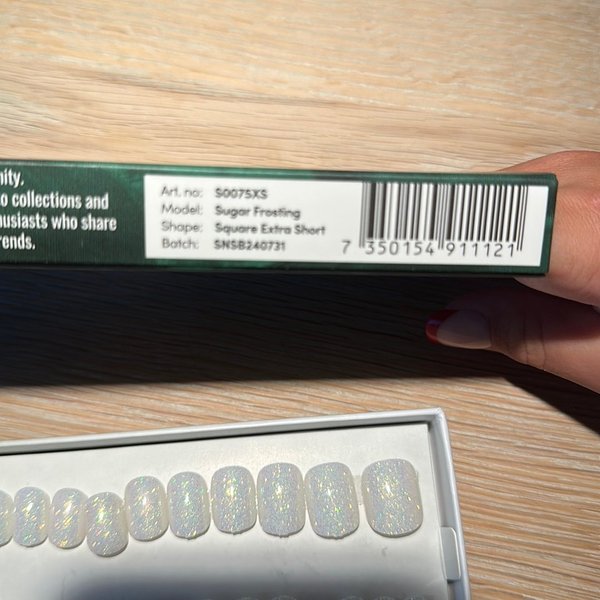 nity.
o collections and
husiasts who share
rends.
Art. no: S0075XS
Model: Sugar Frosting
Shape: Square Extra Short
Batch: SNSB240731
7 350154 911121